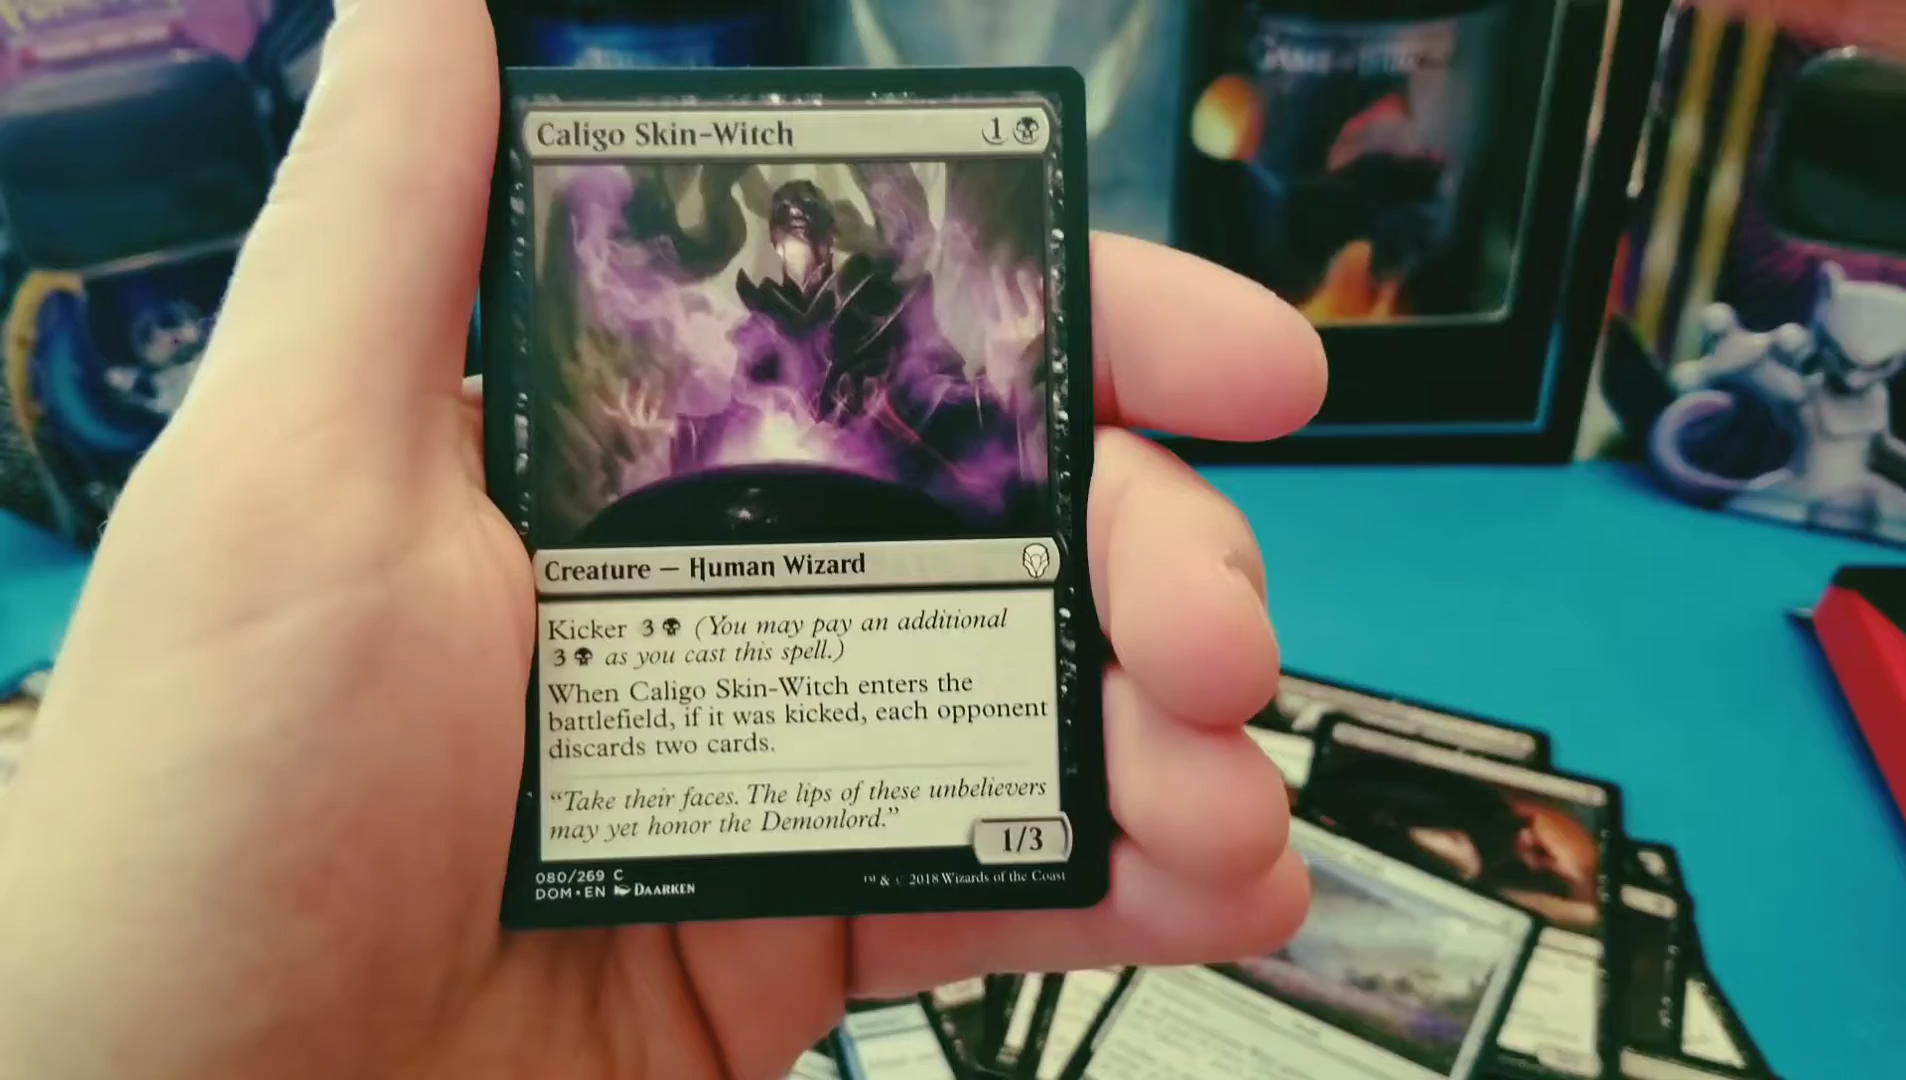 Caligo Skin-Witch 1
Creature — Human Wizard
Kicker 3 (You may pay an additional
3 as you cast this spell.)
When Caligo Skin-Witch enters the
battlefield, if it was kicked, each opponent
discards two cards.
“Take their faces. The lips of these unbelievers
may yet honor the Demonlord.”
1/3
080/269 C
DOM • EN DAARKEN
™ & © 2018 Wizards of the Coast